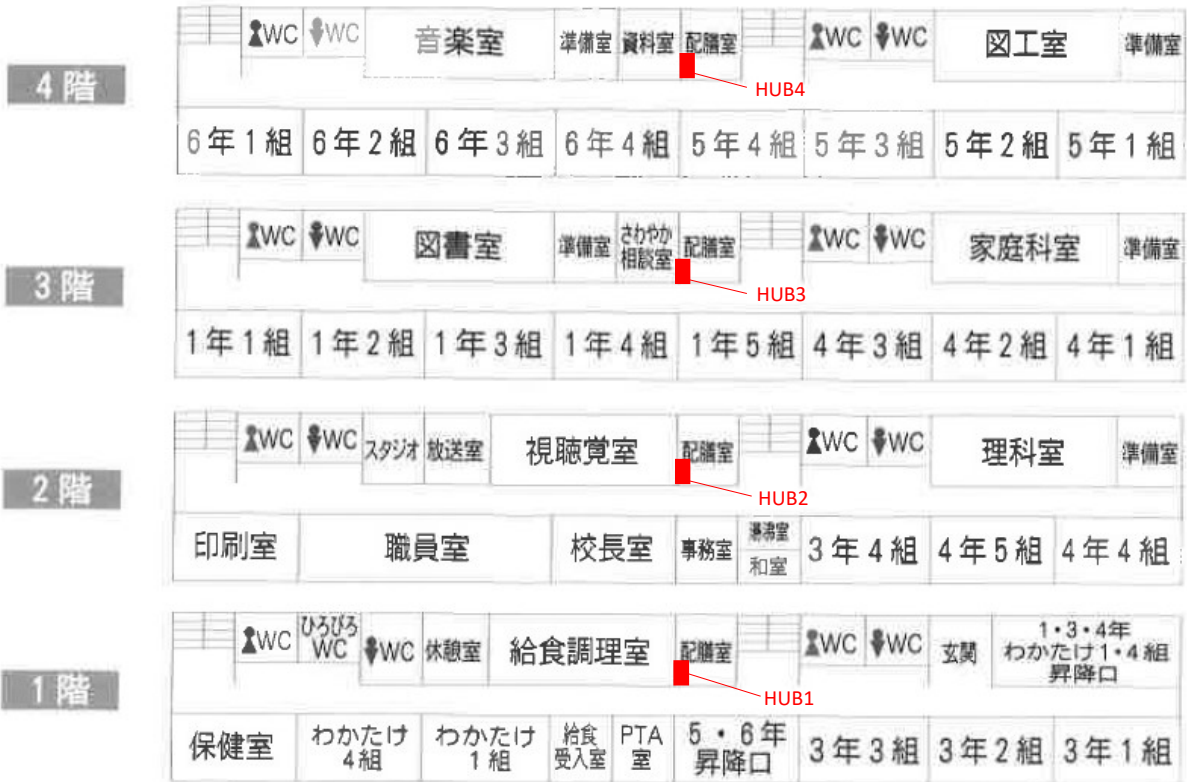 WC WC 音楽室 準備室 資料室 配膳室 WC WC 図工室 準備室
4階
HUB4
6年1組 6年2組 6年3組 6年4組 5年4組 5年3組 5年2組 5年1組
WC WC 図書室 準備室 さわやか 相談室 配膳室 WC WC 家庭科室 準備室
3階
HUB3
1年1組 1年2組 1年3組 1年4組 1年5組 4年3組 4年2組 4年1組
WC WC スタジオ 放送室 視聴覚室 配膳室 WC WC 理科室 準備室
2階
HUB2
印刷室 職員室 校長室 事務室 湯沸室 3年4組 4年5組 4年4組
和室
WC ひろびろ WC WC 休憩室 給食調理室 配膳室 WC WC 玄関 1・3・4年
わかたけ1・4組
昇降口
1階
HUB1
保健室 わかたけ 4組 わかたけ 1組 給食 受入室 PTA 室 5・6年 昇降口 3年3組 3年2組 3年1組